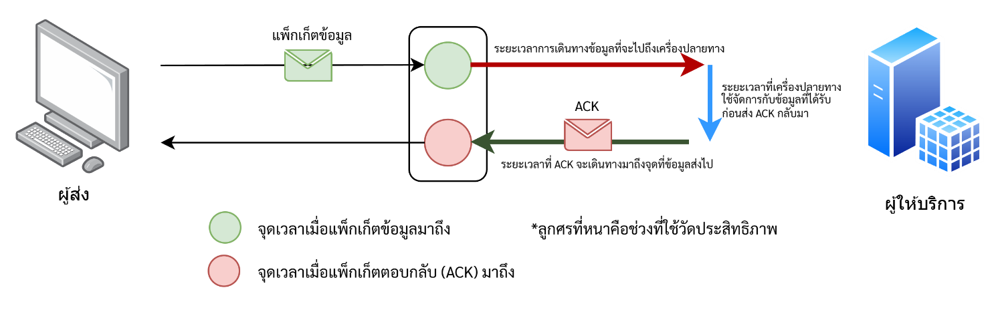 แพ็กเก็ตข้อมูล
ระยะเวลาการเดินทางข้อมูลที่จะไปถึงเครื่องปลายทาง
ระยะเวลาที่เครื่องปลายทาง
ใช้จัดการกับข้อมูลที่ได้รับ
ก่อนส่ง ACK กลับมา
ACK
ระยะเวลาที่ ACK จะเดินทางมาถึงจุดที่ข้อมูลส่งไป
ผู้ส่ง
ผู้ให้บริการ
จุดเวลาเมื่อแพ็กเก็ตข้อมูลมาถึง
*ลูกศรที่หนาคือช่วงที่ใช้วัดประสิทธิภาพ
จุดเวลาเมื่อแพ็กเก็ตตอบกลับ (ACK) มาถึง